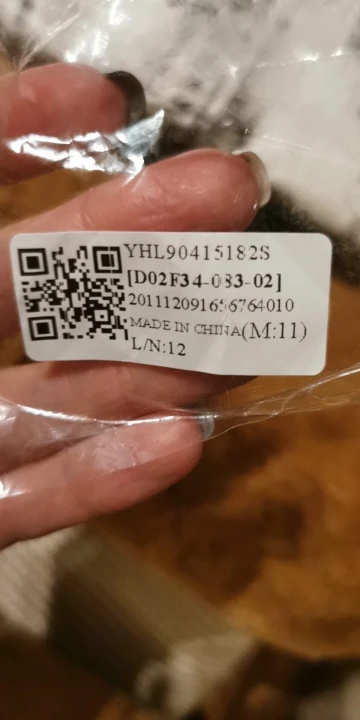 YHL90415182S
[D02F34-083-02]
201112091656764010
MADE IN CHINA(M:11)
L/N:12